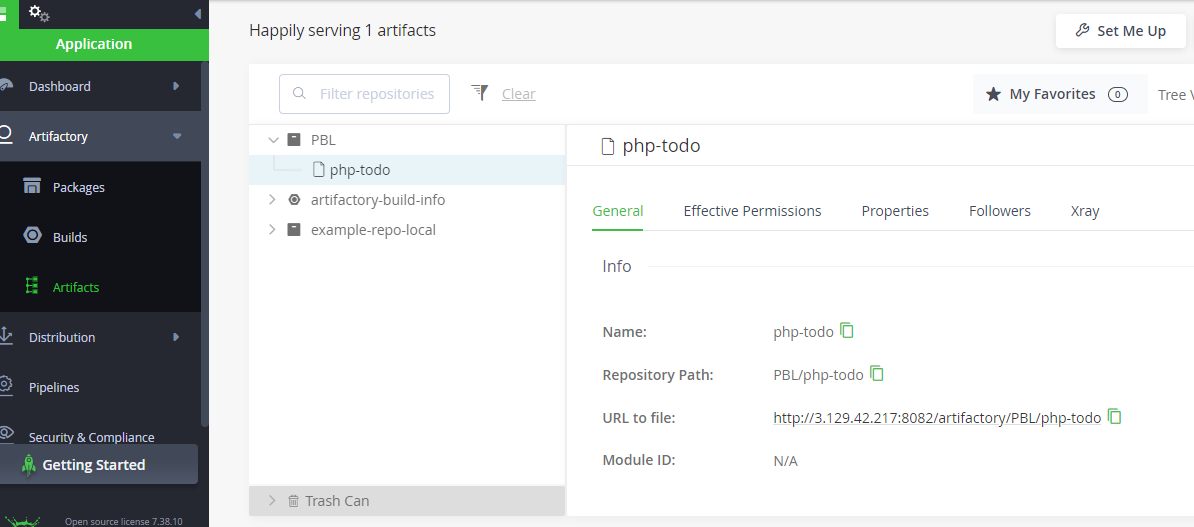 Application
Dashboard
Artifactory
Packages
Builds
Artifacts
Distribution
Pipelines
Security & Compliance
Getting Started
Open source license 7.38.10
Happily serving 1 artifacts
Set Me Up
Filter repositories
Clear
My Favorites 0
Tree V
PBL
php-todo
artifactory-build-info
example-repo-local
Trash Can
php-todo
General Effective Permissions Properties Followers Xray
Info
Name: php-todo
Repository Path: PBL/php-todo
URL to file: http://3.129.42.217:8082/artifactory/PBL/php-todo
Module ID: N/A